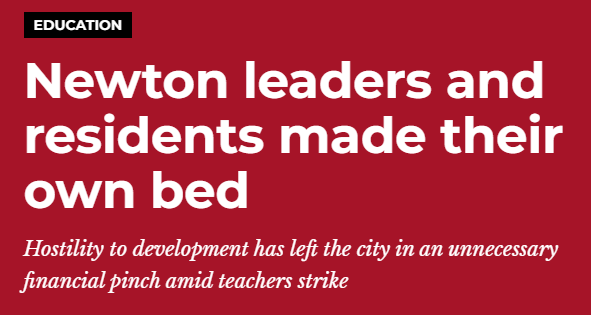 EDUCATION
Newton leaders and
residents made their
own bed
Hostility to development has left the city in an unnecessary
financial pinch amid teachers strike